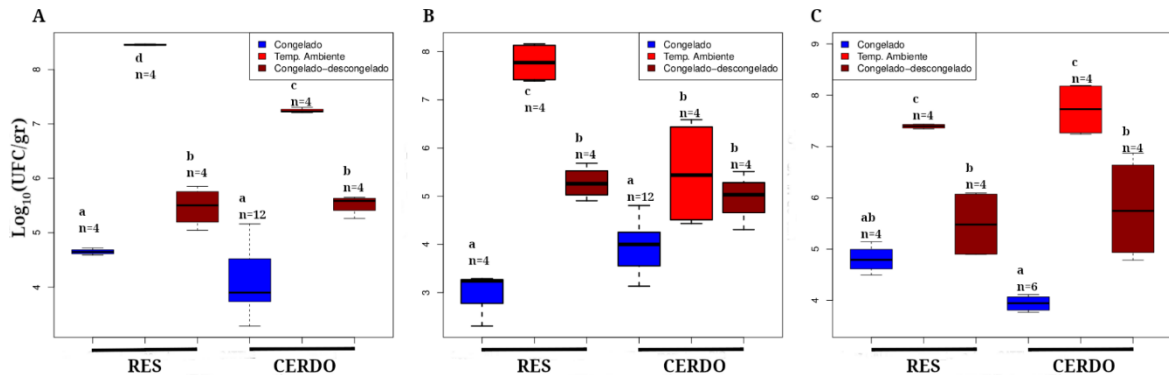 A
Log10(UFC/gr)
8
7
6
5
4
Congelado
Temp. Ambiente
Congelado-descongelado
a
n=4
d
n=4
b
n=4
a
n=12
c
n=4
b
n=4
RES
CERDO
B
8
7
6
5
4
3
Congelado
Temp. Ambiente
Congelado-descongelado
a
n=4
c
n=4
b
n=4
a
n=12
b
n=4
b
n=4
RES
CERDO
C
9
8
7
6
5
4
Congelado
Temp. Ambiente
Congelado-descongelado
ab
n=4
c
n=4
b
n=4
a
n=6
c
n=4
b
n=4
RES
CERDO